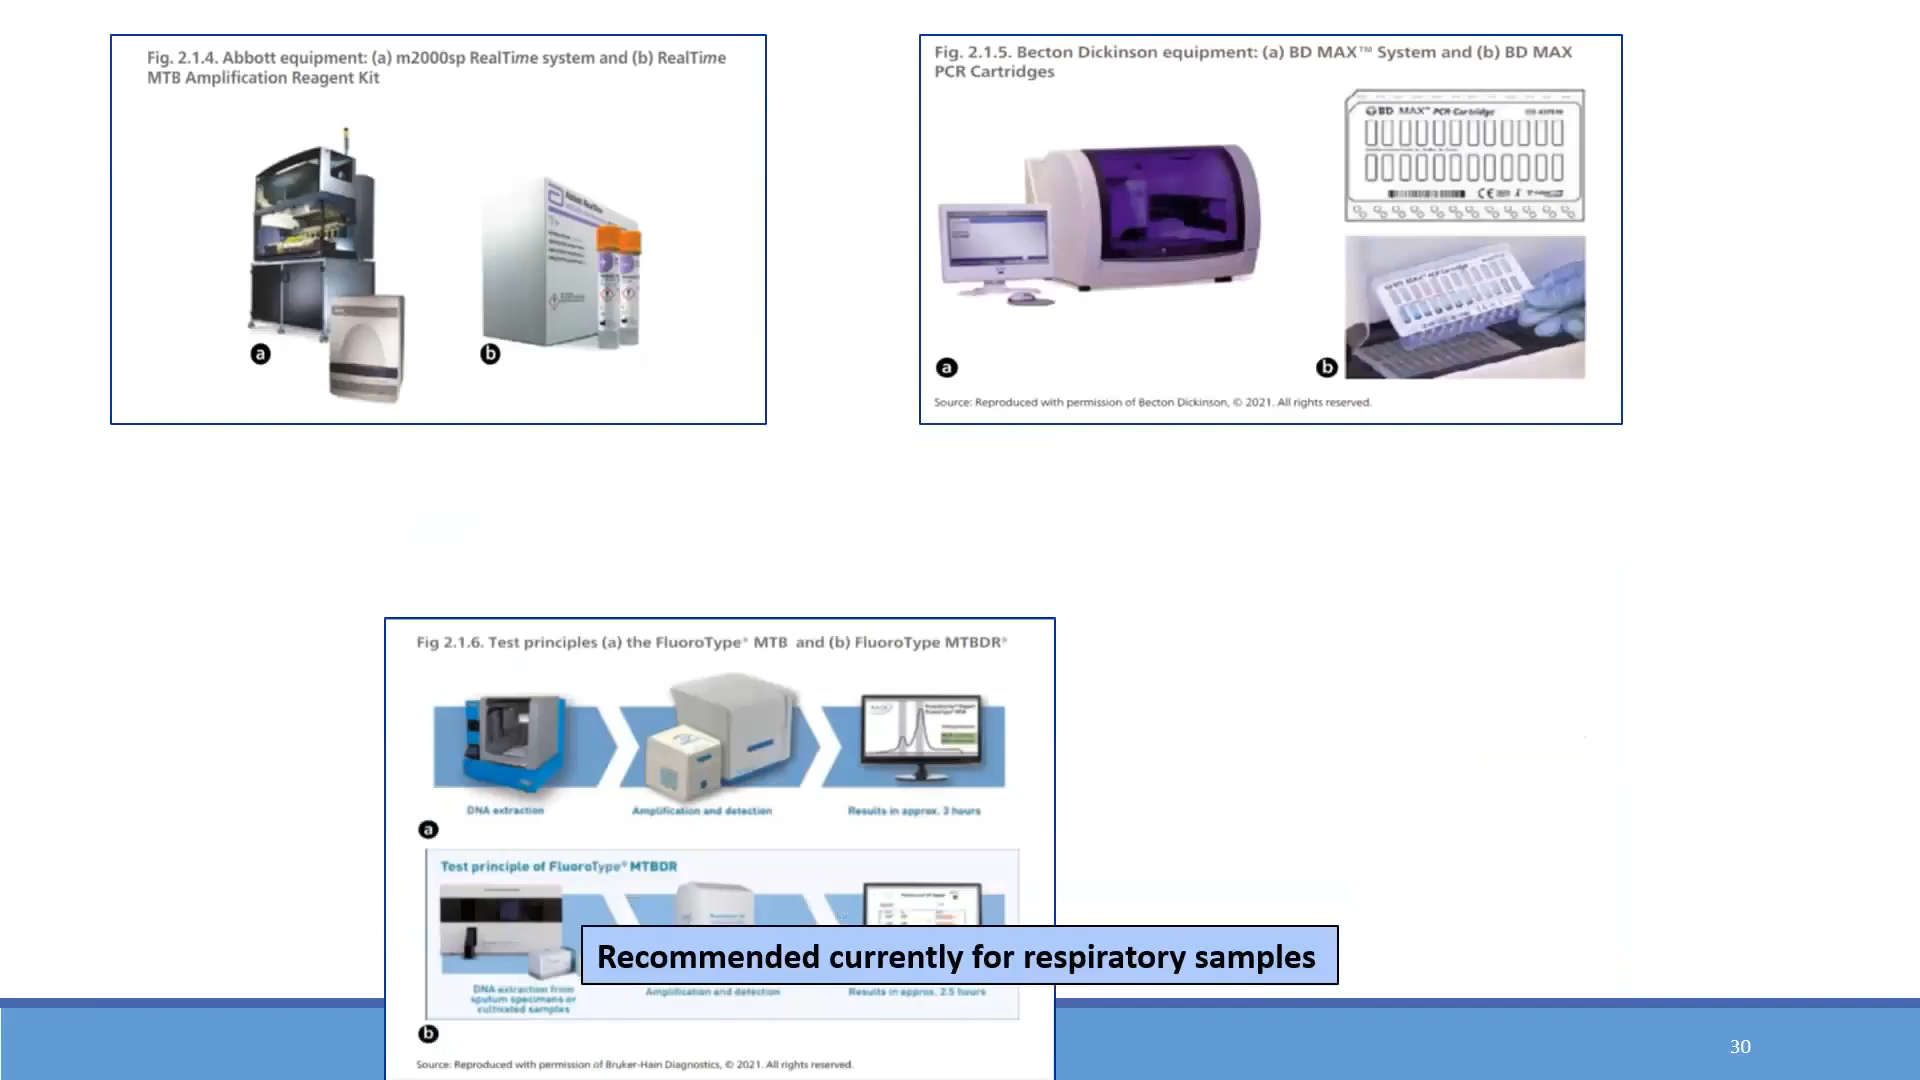 Fig. 2.1.4. Abbott equipment: (a) m2000sp RealTime system and (b) RealTime
MTB Amplification Reagent Kit
a
b
Fig. 2.1.5. Becton Dickinson equipment: (a) BD MAX™ System and (b) BD MAX
PCR Cartridges
BD MAX™ PCR Cartridge
a
b
Source: Reproduced with permission of Becton Dickinson, © 2021. All rights reserved.
Fig 2.1.6. Test principles (a) the FluoroType® MTB and (b) FluoroType MTBDR®
DNA extraction
Amplification and detection
Results in approx. 3 hours
a
Test principle of FluoroType® MTBDR
Recommended currently for respiratory samples
DNA extraction from
sputum specimens or
cultivated samples
Amplification and detection
Results in approx. 2.5 hours
b
Source: Reproduced with permission of Bruker-Hain Diagnostics, © 2021. All rights reserved.
30